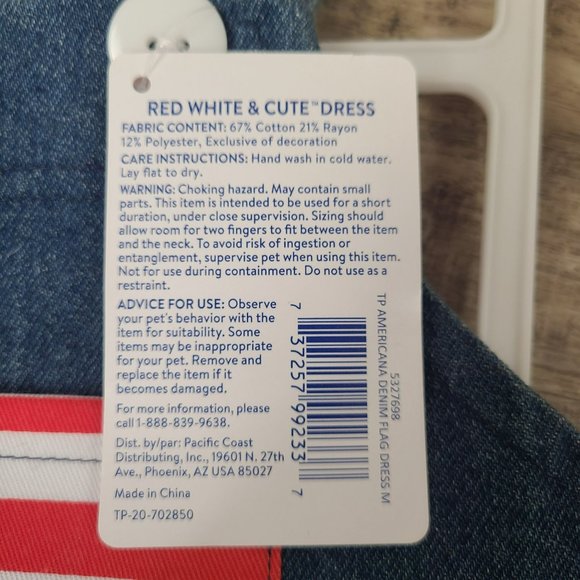 RED WHITE & CUTE™ DRESS
FABRIC CONTENT: 67% Cotton 21% Rayon
12% Polyester, Exclusive of decoration
CARE INSTRUCTIONS: Hand wash in cold water.
Lay flat to dry.
WARNING: Choking hazard. May contain small
parts. This item is intended to be used for a short
duration, under close supervision. Sizing should
allow room for two fingers to fit between the item
and the neck. To avoid risk of ingestion or
entanglement, supervise pet when using this item.
Not for use during containment. Do not use as a
restraint.
ADVICE FOR USE: Observe
your pet's behavior with the
item for suitability. Some
items may be inappropriate
for your pet. Remove and
replace the item if it
becomes damaged.
For more information, please
call 1-888-839-9638.
Dist. by/par: Pacific Coast
Distributing, Inc., 19601 N. 27th
Ave., Phoenix, AZ USA 85027
Made in China
TP-20-702850
7 37257 99233 7
5327698
TP AMERICANA DENIM FLAG DRESS M